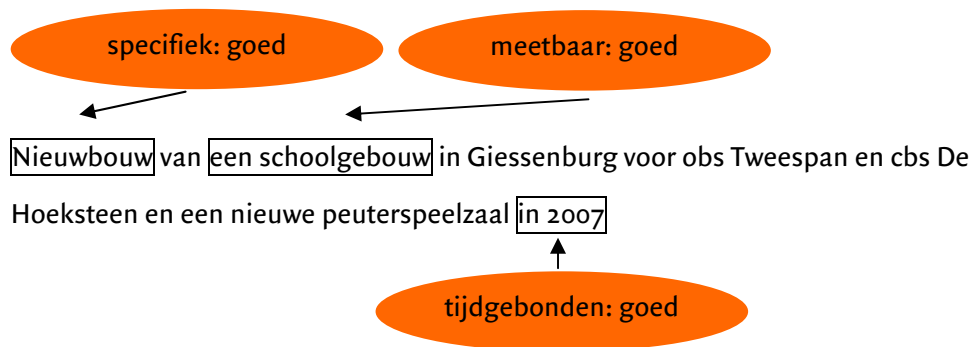 specifiek: goed
meetbaar: goed
Nieuwbouw van een schoolgebouw in Giessenburg voor obs Tweespan en cbs De
Hoeksteen en een nieuwe peuterspeelzaal in 2007
tijdgebonden: goed